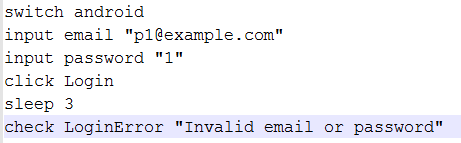 switch android
input email "p1@example.com"
input password "1"
click Login
sleep 3
check LoginError "Invalid email or password"